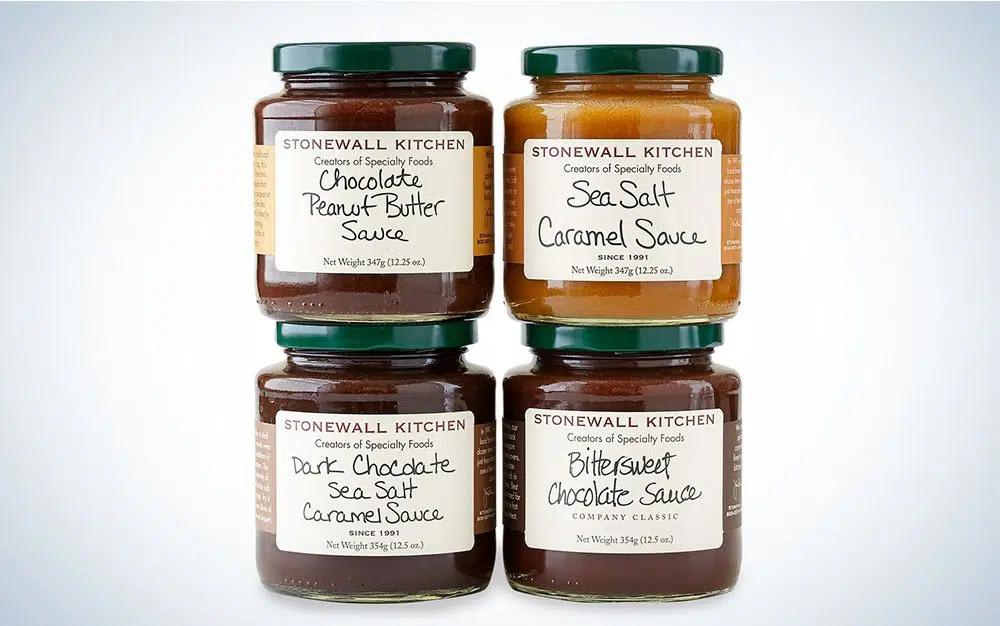 STONEWALL KITCHEN
Creators of Specialty Foods
Chocolate
Peanut Butter
Sauce
Net Weight 347g (12.25 oz.)
STONEWALL KITCHEN
Creators of Specialty Foods
Sea Salt
Caramel Sauce
SINCE 1991
Net Weight 347g (12.25 oz.)
STONEWALL KITCHEN
Creators of Specialty Foods
Dark Chocolate
Sea Salt
Caramel Sauce
SINCE 1991
Net Weight 354g (12.5 oz.)
STONEWALL KITCHEN
Creators of Specialty Foods
Bittersweet
Chocolate Sauce
COMPANY CLASSIC
Net Weight 354g (12.5 oz.)